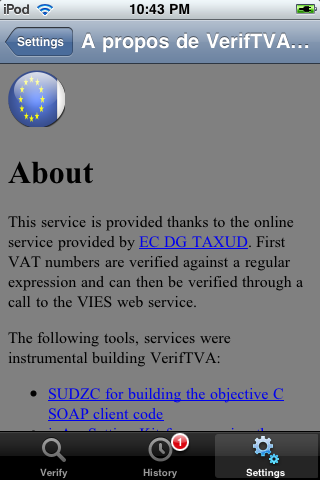 iPod 10:43 PM
Settings A propos de VerifTVA...
About
This service is provided thanks to the online
service provided by EC DG TAXUD. First
VAT numbers are verified against a regular
expression and can then be verified through a
call to the VIES web service.
The following tools, services were
instrumental building VerifTVA:
• SUDZC for building the objective C
SOAP client code
1
Verify History Settings